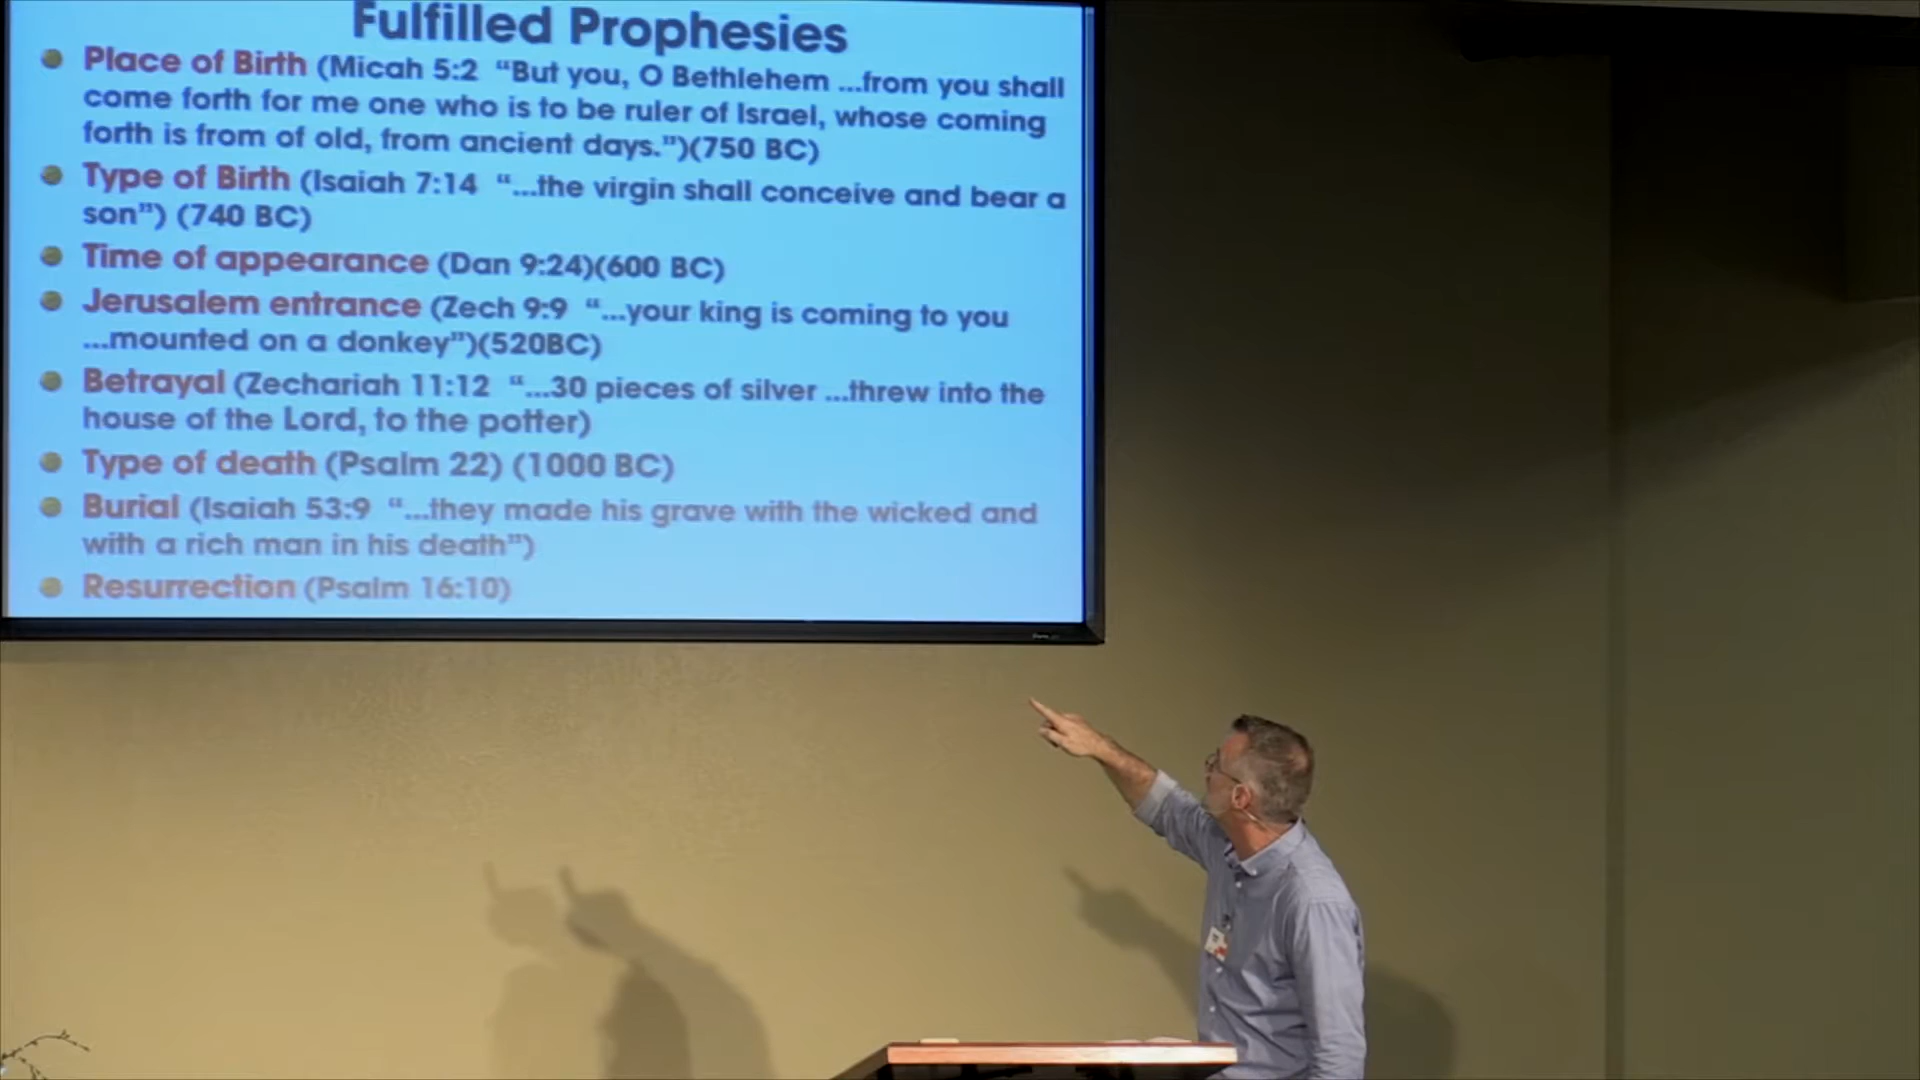 Fulfilled Prophesies
Place of Birth (Micah 5:2 “But you, O Bethlehem ...from you shall
come forth for me one who is to be ruler of Israel, whose coming
forth is from of old, from ancient days.”)(750 BC)
Type of Birth (Isaiah 7:14 “...the virgin shall conceive and bear a
son”) (740 BC)
Time of appearance (Dan 9:24)(600 BC)
Jerusalem entrance (Zech 9:9 “...your king is coming to you
...mounted on a donkey”)(520BC)
Betrayal (Zechariah 11:12 “...30 pieces of silver ...threw into the
house of the Lord, to the potter)
Type of death (Psalm 22) (1000 BC)
Burial (Isaiah 53:9 “...they made his grave with the wicked and
with a rich man in his death”)
Resurrection (Psalm 16:10)